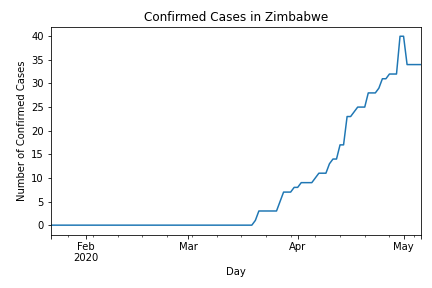 Confirmed Cases in Zimbabwe
Number of Confirmed Cases
40
35
30
25
20
15
10
5
0
Feb
2020
Mar
Apr
May
Day